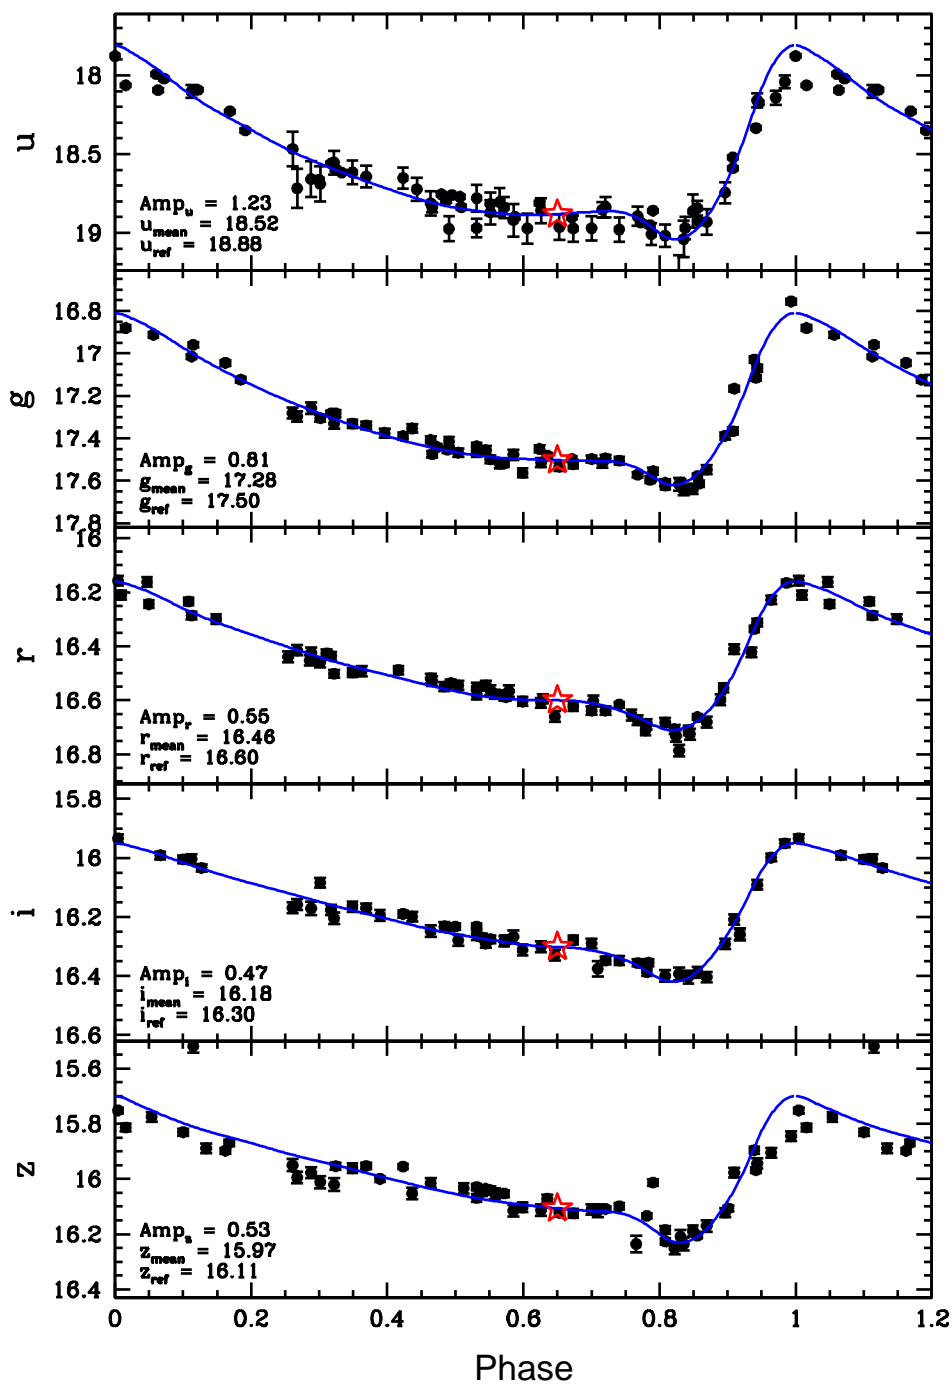 18
18.5
19
u
Amp_u = 1.23
u_mean = 18.52
u_ref = 18.88
16.8
17
17.2
17.4
17.6
17.8
g
Amp_g = 0.81
g_mean = 17.28
g_ref = 17.50
16
16.2
16.4
16.6
16.8
r
Amp_r = 0.55
r_mean = 16.46
r_ref = 16.60
15.8
16
16.2
16.4
16.6
i
Amp_i = 0.47
i_mean = 16.18
i_ref = 16.30
15.6
15.8
16
16.2
16.4
z
Amp_z = 0.53
z_mean = 15.97
z_ref = 16.11
0 0.2 0.4 0.6 0.8 1 1.2
Phase